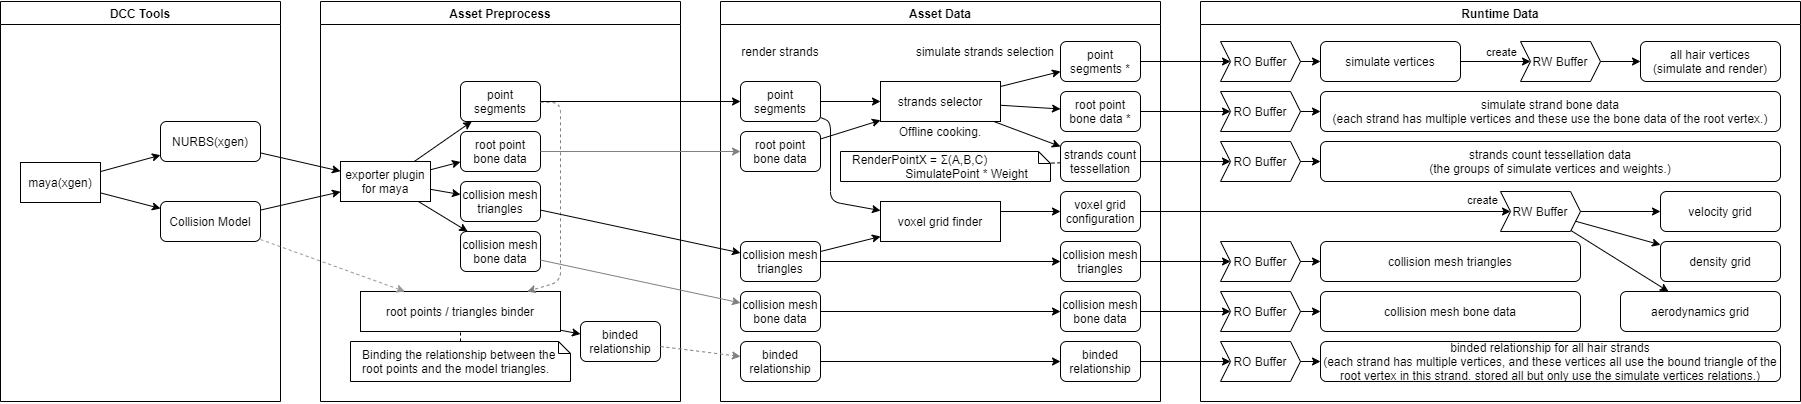 DCC Tools
maya(xgen)
NURBS(xgen)
Collision Model
Asset Preprocess
exporter plugin
for maya
point
segments
root point
bone data
collision mesh
triangles
collision mesh
bone data
root points / triangles binder
Binding the relationship between the
root points and the model triangles.
binded
relationship
Asset Data
render strands
simulate strands selection
point
segments
root point
bone data
strands selector
Offline cooking.
RenderPointX = Σ(A,B,C)
SimulatePoint * Weight
point
segments *
root point
bone data *
strands count
tessellation
voxel grid finder
voxel grid
configuration
collision mesh
triangles
collision mesh
triangles
collision mesh
bone data
collision mesh
bone data
binded
relationship
binded
relationship
Runtime Data
RO Buffer
simulate vertices
create
RW Buffer
all hair vertices
(simulate and render)
RO Buffer
simulate strand bone data
(each strand has multiple vertices and these use the bone data of the root vertex.)
RO Buffer
strands count tessellation data
(the groups of simulate vertices and weights.)
create
RW Buffer
velocity grid
density grid
aerodynamics grid
RO Buffer
collision mesh triangles
RO Buffer
collision mesh bone data
RO Buffer
binded relationship for all hair strands
(each strand has multiple vertices, and these vertices all use the bound triangle of the
root vertex in this strand. stored all but only use the simulate vertices relations.)